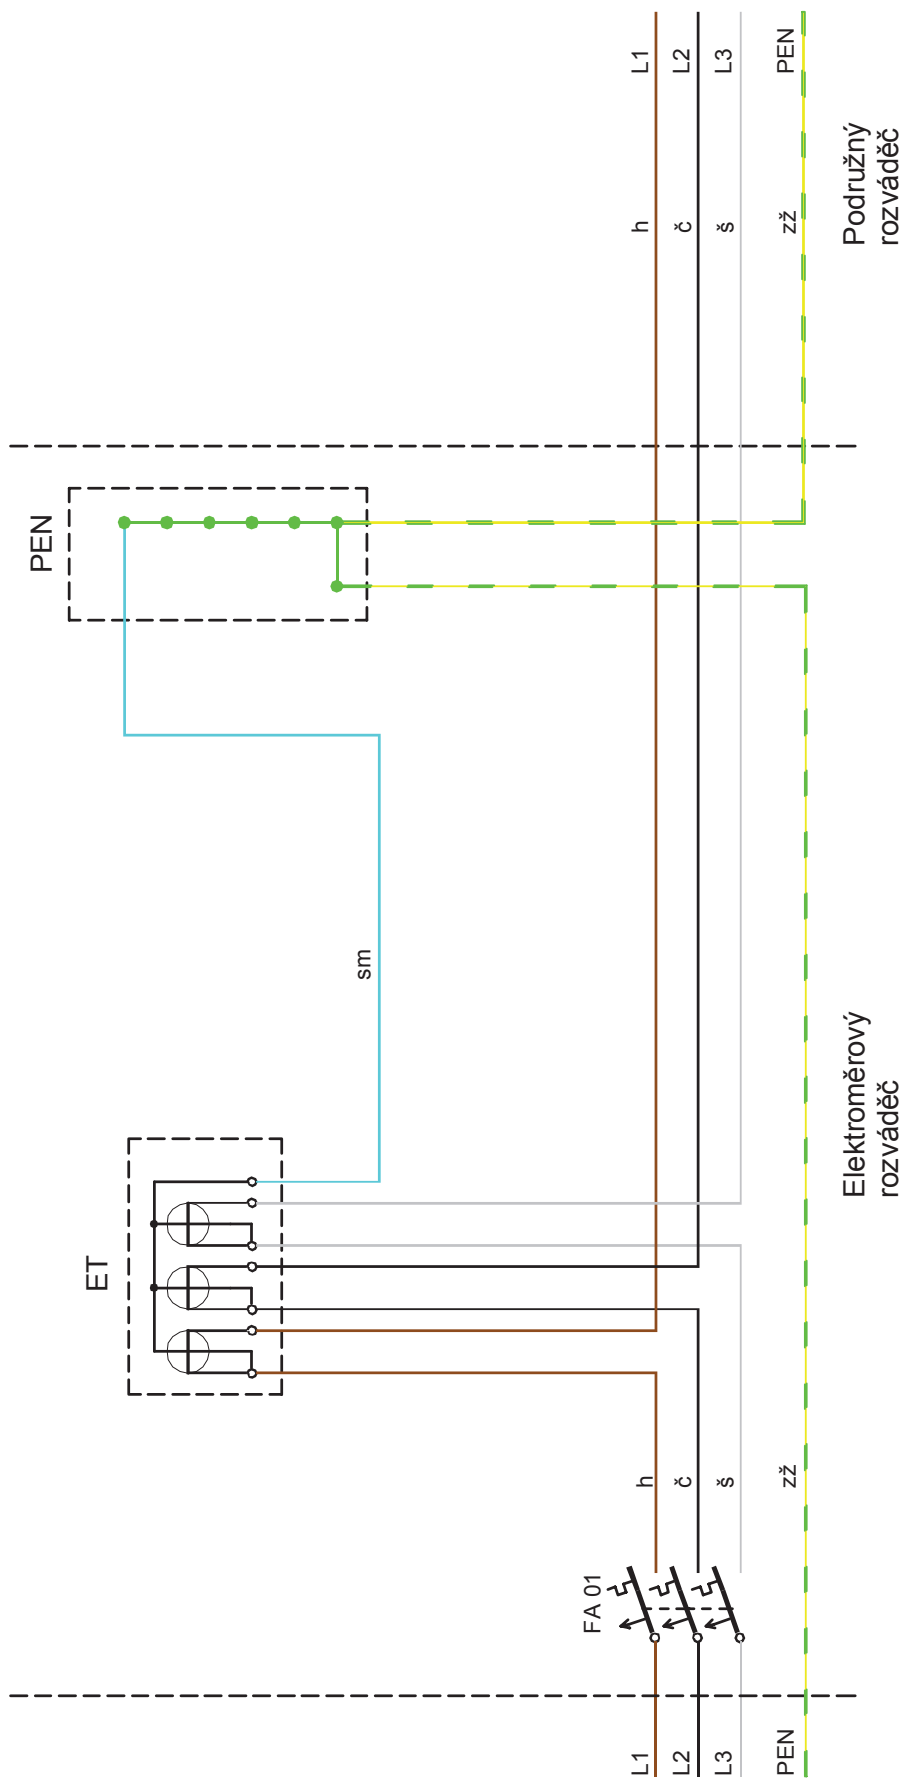 L1
L2
L3
PEN
h
č
š
zž
Podružný
rozváděč
PEN
sm
Elektroměrový
rozváděč
ET
h
č
š
zž
FA 01
L1
L2
L3
PEN